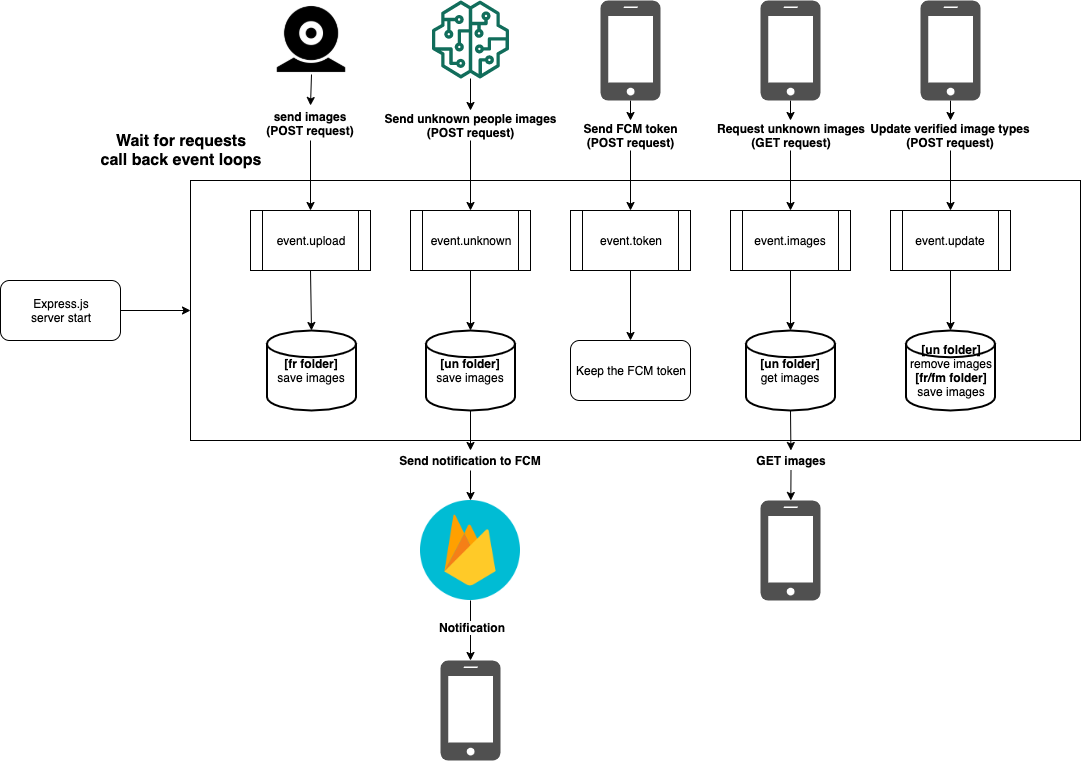 send images
(POST request)
Send unknown people images
(POST request)
Send FCM token
(POST request)
Request unknown images
(GET request)
Update verified image types
(POST request)
Wait for requests
call back event loops
event.upload
event.unknown
event.token
event.images
event.update
Express.js
server start
[fr folder]
save images
[un folder]
save images
Keep the FCM token
[un folder]
get images
[un folder]
remove images
[fr/fm folder]
save images
Send notification to FCM
GET images
Notification